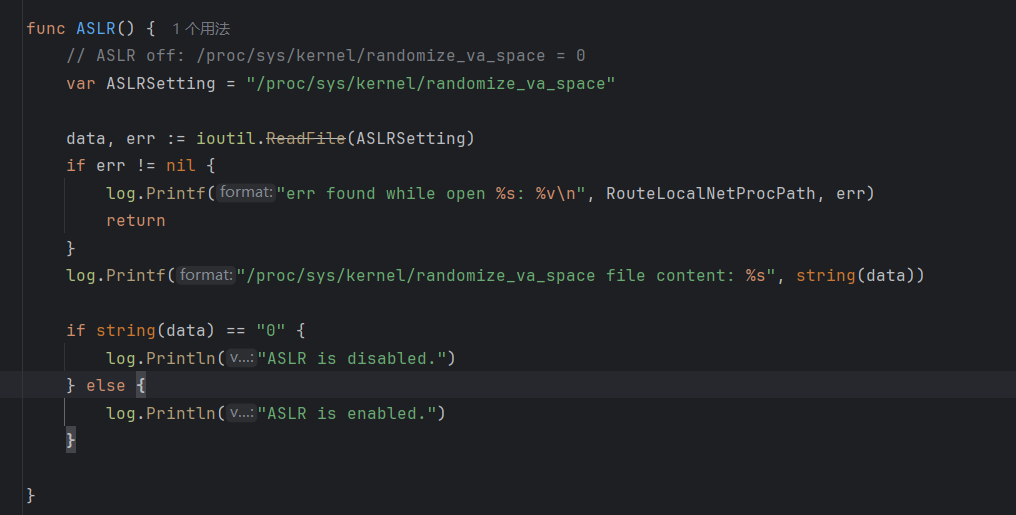 func ASLR() { 1 个用法
// ASLR off: /proc/sys/kernel/randomize_va_space = 0
var ASLRSetting = "/proc/sys/kernel/randomize_va_space"
data, err := ioutil.ReadFile(ASLRSetting)
if err != nil {
log.Printf( format: "err found while open %s: %v\n", RouteLocalNetProcPath, err)
return
}
log.Printf( format: "/proc/sys/kernel/randomize_va_space file content: %s", string(data))
if string(data) == "0" {
log.Println( v...: "ASLR is disabled.")
} else {
log.Println( v...: "ASLR is enabled.")
}
}